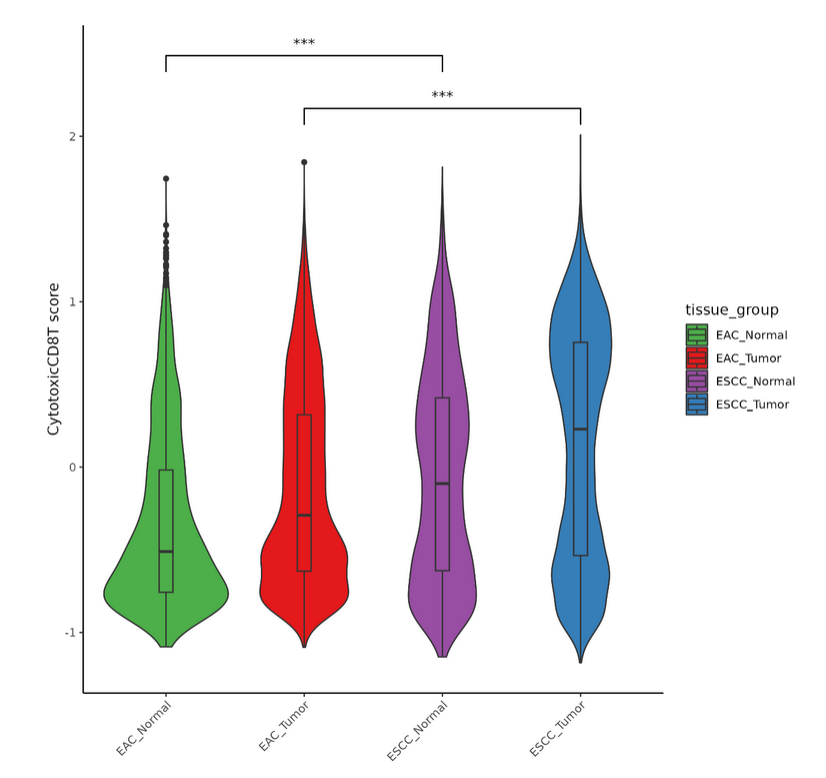 ***
***
2
1
0
-1
CytotoxicCD8T score
EAC_Normal
EAC_Tumor
ESCC_Normal
ESCC_Tumor
tissue_group
EAC_Normal
EAC_Tumor
ESCC_Normal
ESCC_Tumor